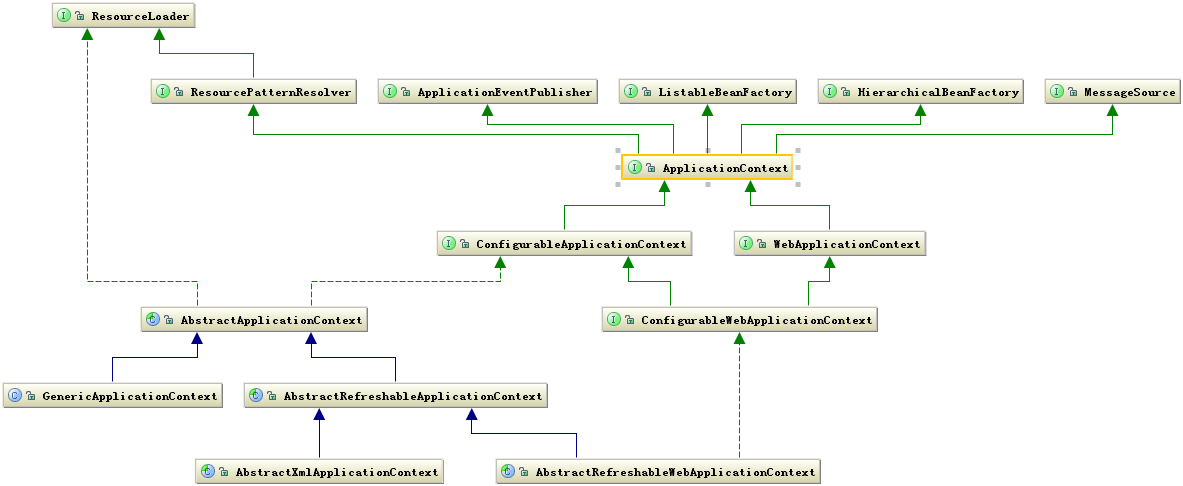 ResourceLoader
ResourcePatternResolver
ApplicationEventPublisher
ListableBeanFactory
HierarchicalBeanFactory
MessageSource
ApplicationContext
ConfigurableApplicationContext
WebApplicationContext
AbstractApplicationContext
ConfigurableWebApplicationContext
GenericApplicationContext
AbstractRefreshableApplicationContext
AbstractXmlApplicationContext
AbstractRefreshableWebApplicationContext